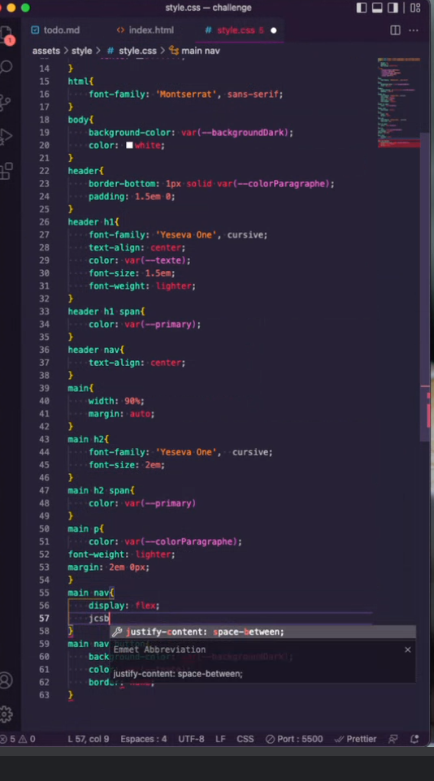 style.css — challenge
todo.md
index.html
style.css 5
assets > style > # style.css > main nav
14 }
15 html{
16 font-family: 'Montserrat', sans-serif;
17 }
18 body{
19 background-color: var(--backgroundDark);
20 color: white;
21 }
22 header{
23 border-bottom: 1px solid var(--colorParagraphe);
24 padding: 1.5em 0;
25 }
26 header h1{
27 font-family: 'Yeseva One', cursive;
28 text-align: center;
29 color: var(--texte);
30 font-size: 1.5em;
31 font-weight: lighter;
32 }
33 header h1 span{
34 color: var(--primary);
35 }
36 header nav{
37 text-align: center;
38 }
39 main{
40 width: 90%;
41 margin: auto;
42 }
43 main h2{
44 font-family: 'Yeseva One', cursive;
45 font-size: 2em;
46 }
47 main h2 span{
48 color: var(--primary)
49 }
50 main p{
51 color: var(--colorParagraphe);
52 font-weight: lighter;
53 margin: 2em 0px;
54 }
55 main nav{
56 display: flex;
57 jcsb
justify-content: space-between;
58 }
Emmet Abbreviation
59 main nav
60 backg
61 colo
justify-content: space-between;
62 bord
63 }
5 0
L 57, col 9
Espaces : 4
UTF-8
LF
CSS
Port : 5500
Prettier